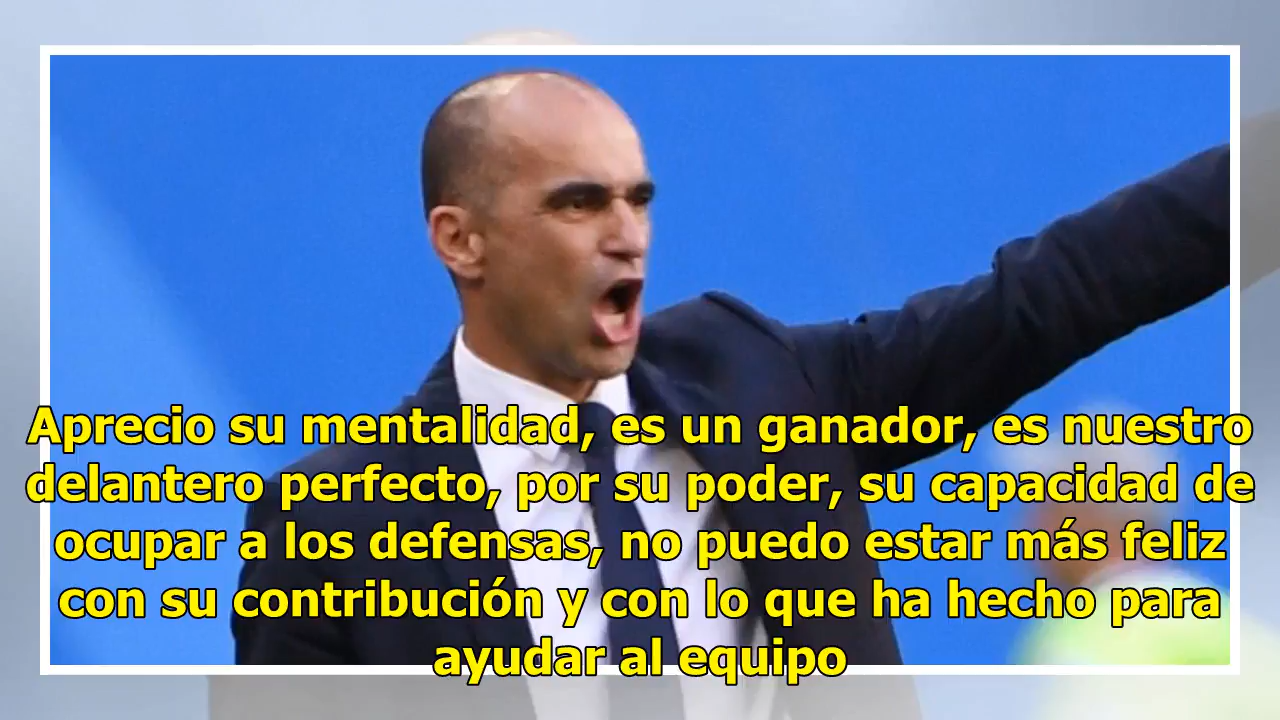 Aprecio su mentalidad, es un ganador, es nuestro
delantero perfecto, por su poder, su capacidad de
ocupar a los defensas, no puedo estar más feliz
con su contribución y con lo que ha hecho para
ayudar al equipo